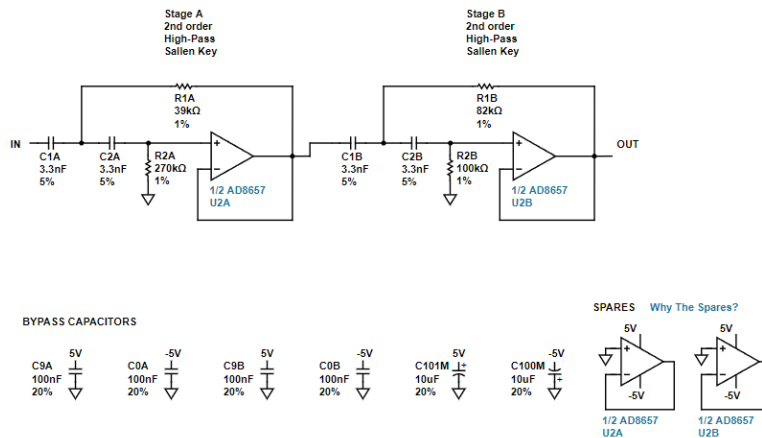 Stage A
2nd order
High-Pass
Sallen Key
Stage B
2nd order
High-Pass
Sallen Key
R1A
39kΩ
1%
R1B
82kΩ
1%
IN
OUT
C1A
3.3nF
5%
C2A
3.3nF
5%
R2A
270kΩ
1%
+
−
1/2 AD8657
U2A
C1B
3.3nF
5%
C2B
3.3nF
5%
R2B
100kΩ
1%
+
−
1/2 AD8657
U2B
BYPASS CAPACITORS
5V
C9A
100nF
20%
-5V
C0A
100nF
20%
5V
C9B
100nF
20%
-5V
C0B
100nF
20%
5V
C101M
+
10uF
20%
-5V
C100M
10uF
+
20%
SPARES Why The Spares?
5V
+
−
-5V
1/2 AD8657
U2A
5V
+
−
-5V
1/2 AD8657
U2B